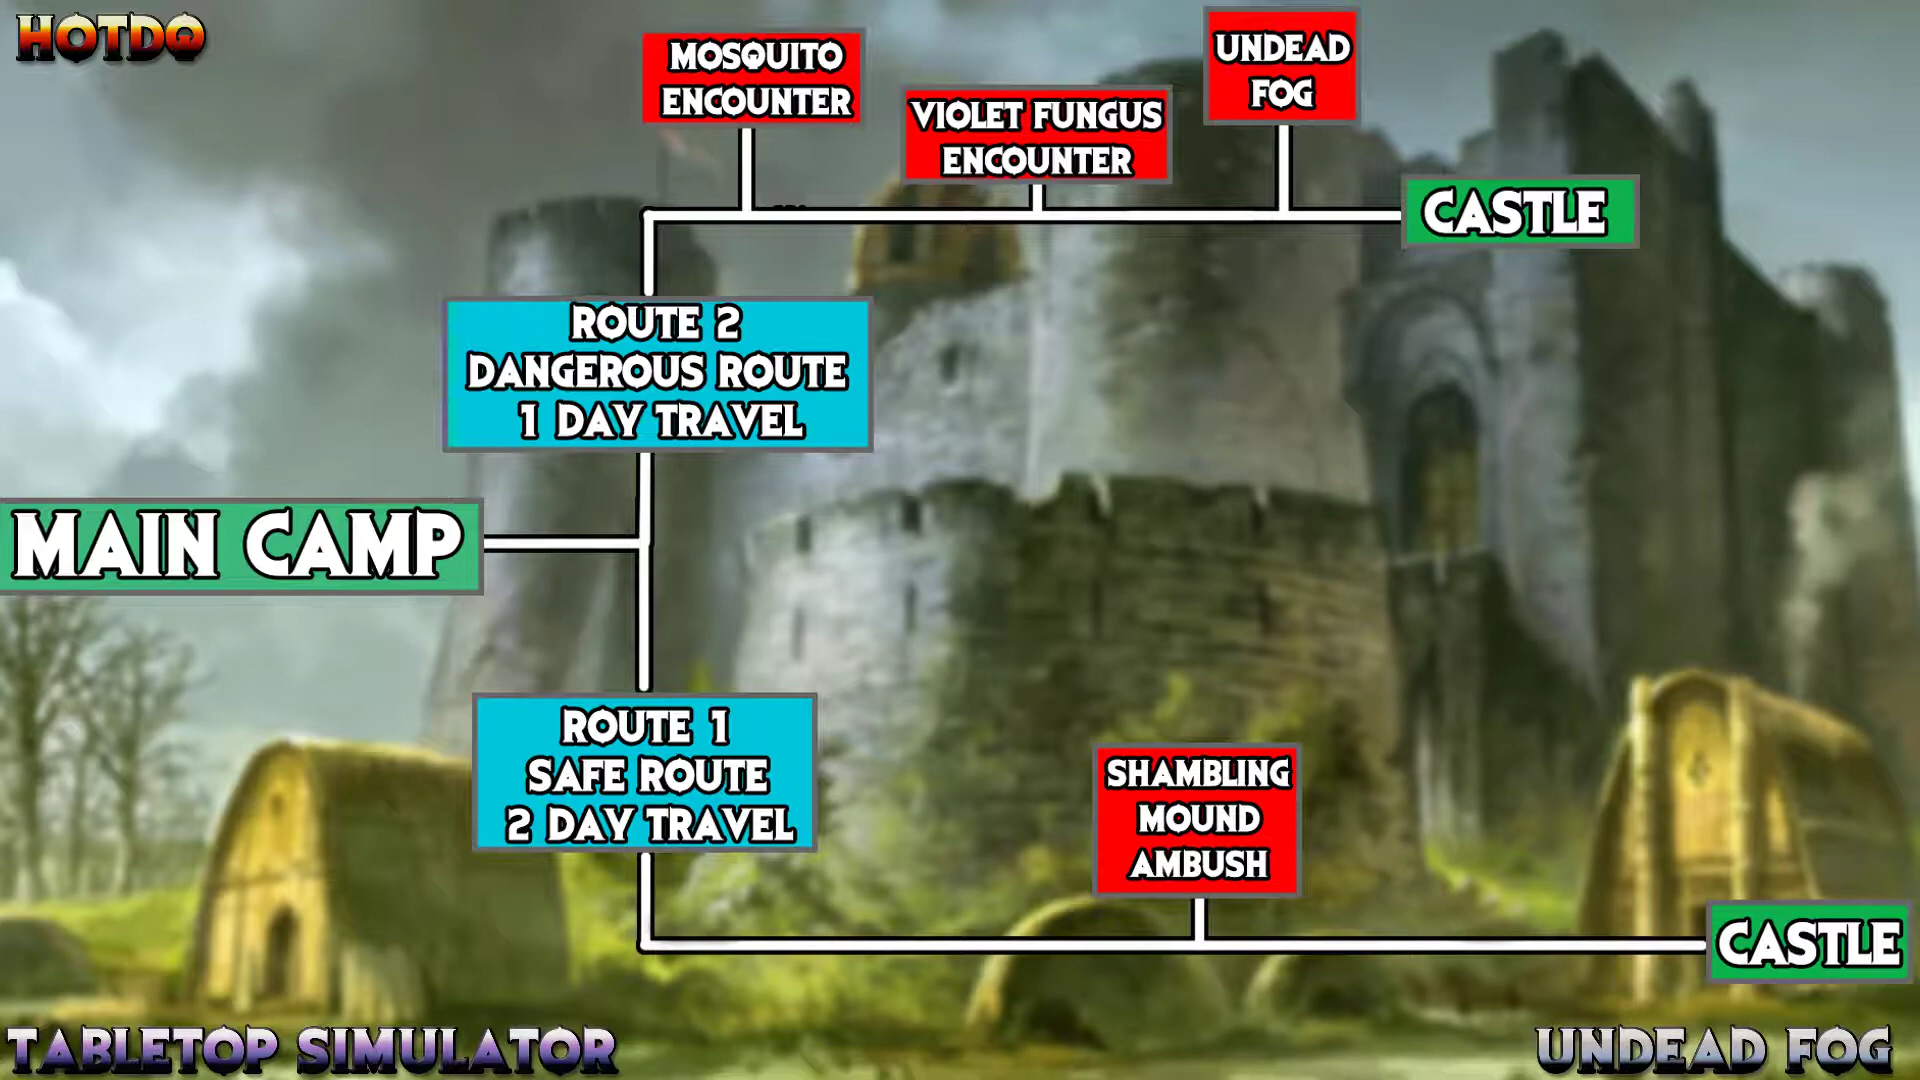 HOTDQ
MOSQUITO
ENCOUNTER
VIOLET FUNGUS
ENCOUNTER
UNDEAD
FOG
CASTLE
ROUTE 2
DANGEROUS ROUTE
1 DAY TRAVEL
MAIN CAMP
ROUTE 1
SAFE ROUTE
2 DAY TRAVEL
SHAMBLING
MOUND
AMBUSH
CASTLE
TABLETOP SIMULATOR
UNDEAD FOG